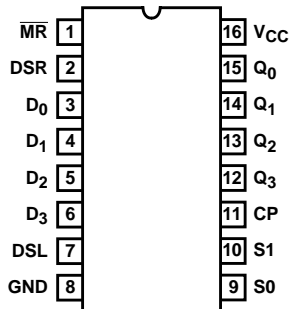 M̅R̅ 1 16 VCC
DSR 2 15 Q0
D0 3 14 Q1
D1 4 13 Q2
D2 5 12 Q3
D3 6 11 CP
DSL 7 10 S1
GND 8 9 S0